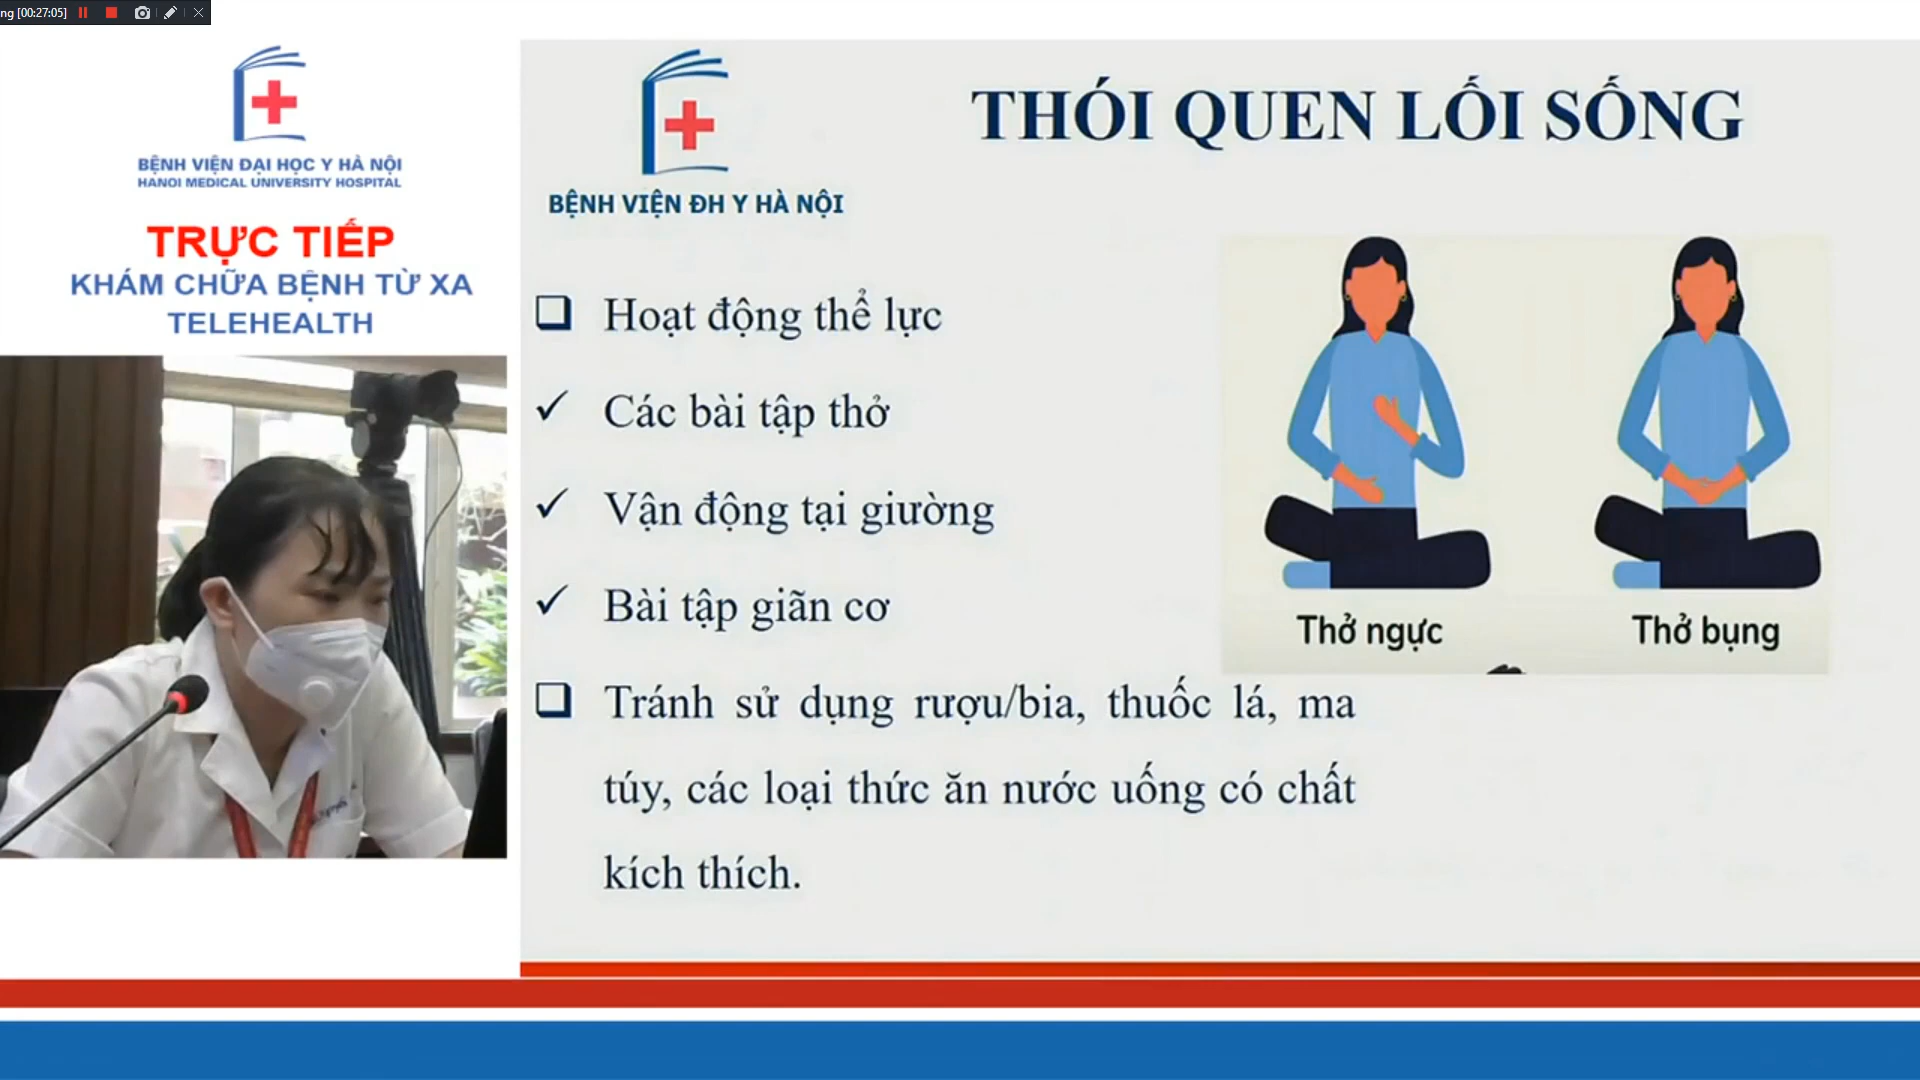 ng [00:27:05]
BỆNH VIỆN ĐẠI HỌC Y HÀ NỘI
HANOI MEDICAL UNIVERSITY HOSPITAL
TRỰC TIẾP
KHÁM CHỮA BỆNH TỪ XA
TELEHEALTH
BỆNH VIỆN ĐH Y HÀ NỘI
THÓI QUEN LỐI SỐNG
Hoạt động thể lực
Các bài tập thở
Vận động tại giường
Bài tập giãn cơ
Tránh sử dụng rượu/bia, thuốc lá, ma
túy, các loại thức ăn nước uống có chất
kích thích.
Thở ngực
Thở bụng